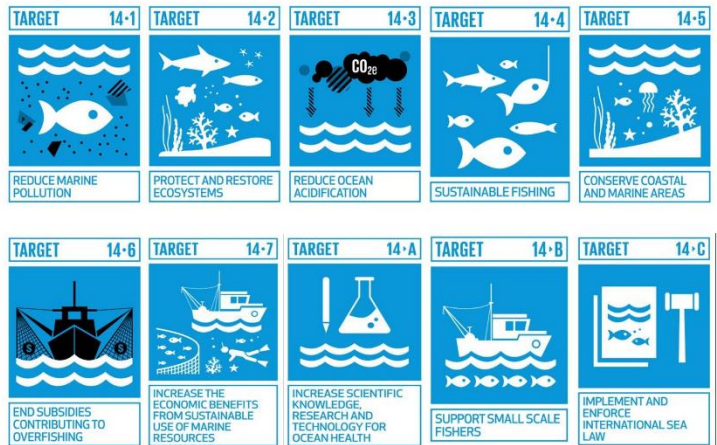 TARGET 14·1
TARGET 14·2
TARGET 14·3
TARGET 14·4
TARGET 14·5
CO2e
REDUCE MARINE
POLLUTION
PROTECT AND RESTORE
ECOSYSTEMS
REDUCE OCEAN
ACIDIFICATION
SUSTAINABLE FISHING
CONSERVE COASTAL
AND MARINE AREAS
TARGET 14·6
TARGET 14·7
TARGET 14·A
TARGET 14·B
TARGET 14·C
$ $
END SUBSIDIES
CONTRIBUTING TO
OVERFISHING
INCREASE THE
ECONOMIC BENEFITS
FROM SUSTAINABLE
USE OF MARINE
RESOURCES
INCREASE SCIENTIFIC
KNOWLEDGE,
RESEARCH AND
TECHNOLOGY FOR
OCEAN HEALTH
SUPPORT SMALL SCALE
FISHERS
IMPLEMENT AND
ENFORCE
INTERNATIONAL SEA
LAW